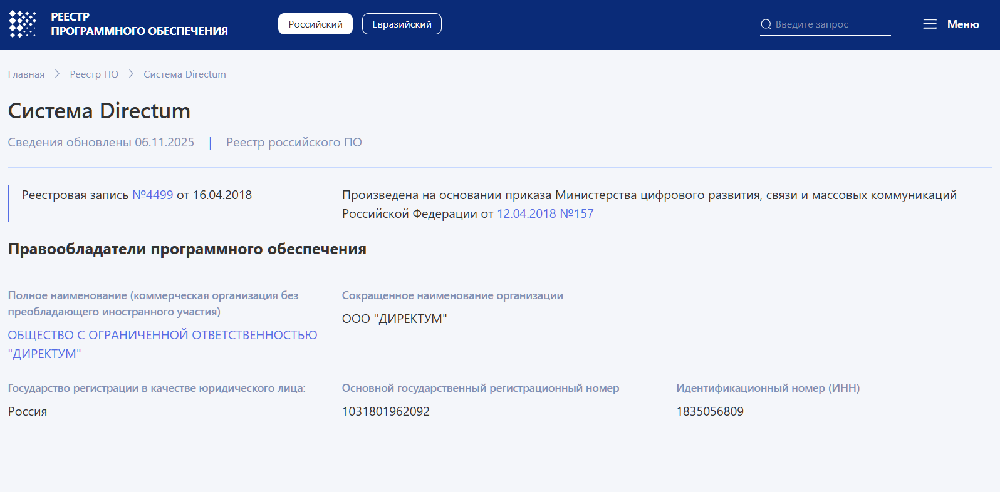 РЕЕСТР
ПРОГРАММНОГО ОБЕСПЕЧЕНИЯ
Российский
Евразийский
Введите запрос
Меню
Главная > Реестр ПО > Система Directum
Система Directum
Сведения обновлены 06.11.2025 | Реестр российского ПО
Реестровая запись №4499 от 16.04.2018
Произведена на основании приказа Министерства цифрового развития, связи и массовых коммуникаций
Российской Федерации от 12.04.2018 №157
Правообладатели программного обеспечения
Полное наименование (коммерческая организация без
преобладающего иностранного участия)
ОБЩЕСТВО С ОГРАНИЧЕННОЙ ОТВЕТСТВЕННОСТЬЮ
"ДИРЕКТУМ"
Сокращенное наименование организации
ООО "ДИРЕКТУМ"
Государство регистрации в качестве юридического лица:
Россия
Основной государственный регистрационный номер
1031801962092
Идентификационный номер (ИНН)
1835056809